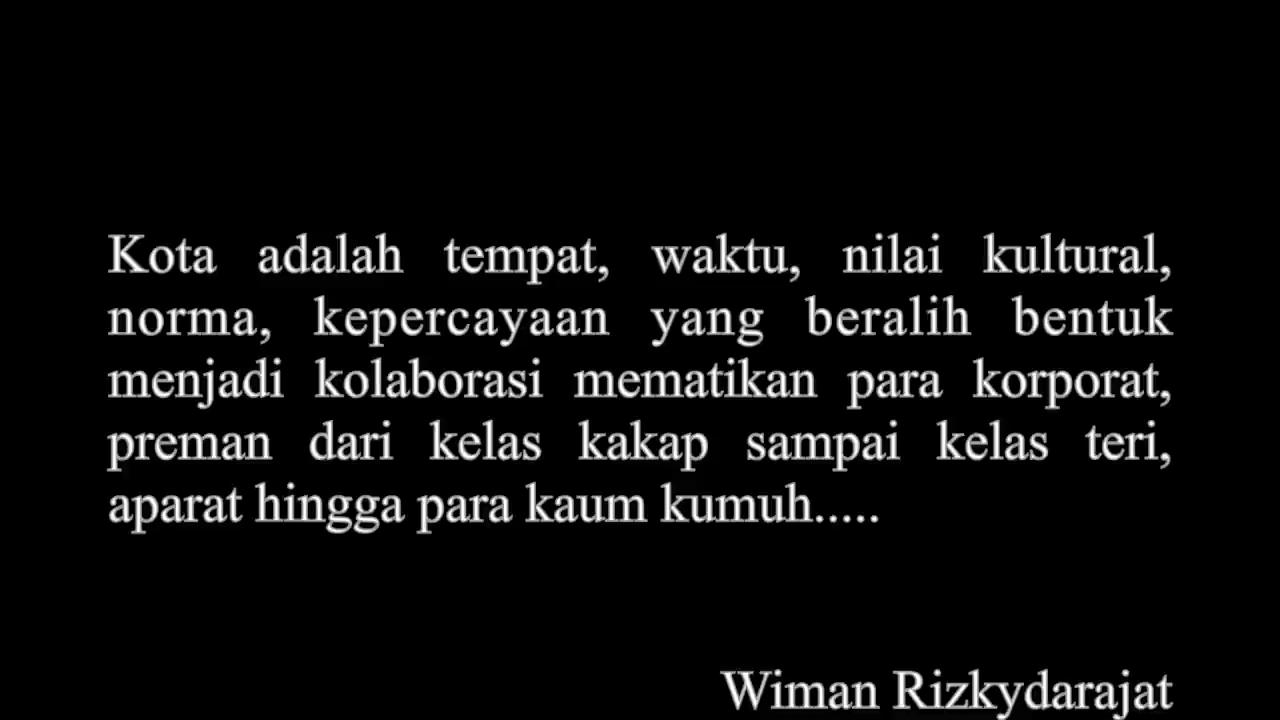 Kota adalah tempat, waktu, nilai kultural,
norma, kepercayaan yang beralih bentuk
menjadi kolaborasi mematikan para korporat,
preman dari kelas kakap sampai kelas teri,
aparat hingga para kaum kumuh.....
Wiman Rizkydarajat